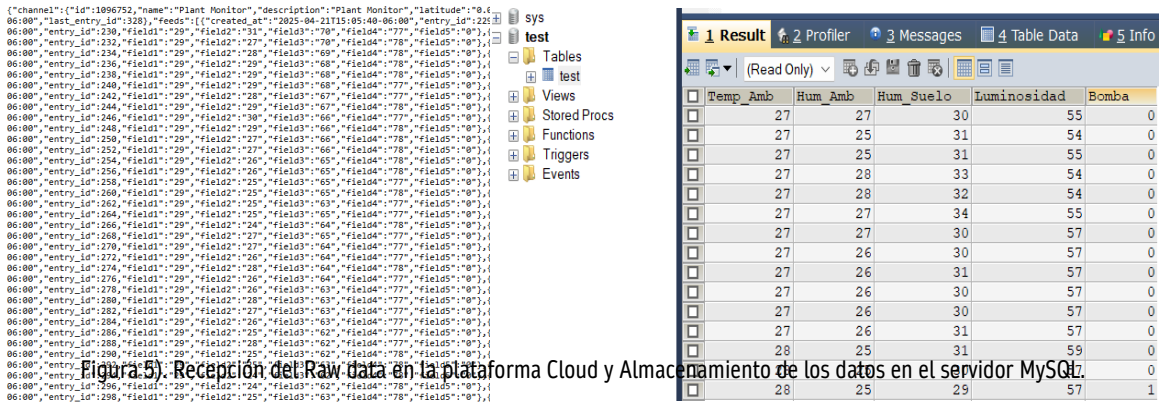 {"channel":{"id":1096752,"name":"Plant Monitor","description":"Plant Monitor","latitude":"0.0
06:00","last_entry_id":328},"feeds":[{"created_at":"2025-04-21T15:05:40-06:00","entry_id":229
06:00","entry_id":230,"field1":"29","field2":"31","field3":"70","field4":"78","field5":"0"},{
06:00","entry_id":232,"field1":"29","field2":"27","field3":"70","field4":"78","field5":"0"},{
06:00","entry_id":234,"field1":"29","field2":"28","field3":"69","field4":"78","field5":"0"},{
06:00","entry_id":236,"field1":"29","field2":"29","field3":"68","field4":"78","field5":"0"},{
06:00","entry_id":238,"field1":"29","field2":"29","field3":"68","field4":"78","field5":"0"},{
06:00","entry_id":240,"field1":"29","field2":"28","field3":"68","field4":"77","field5":"0"},{
06:00","entry_id":242,"field1":"29","field2":"28","field3":"67","field4":"78","field5":"0"},{
06:00","entry_id":244,"field1":"29","field2":"29","field3":"67","field4":"78","field5":"0"},{
06:00","entry_id":246,"field1":"29","field2":"30","field3":"66","field4":"77","field5":"0"},{
06:00","entry_id":248,"field1":"29","field2":"29","field3":"66","field4":"78","field5":"0"},{
06:00","entry_id":250,"field1":"29","field2":"27","field3":"66","field4":"77","field5":"0"},{
06:00","entry_id":252,"field1":"29","field2":"27","field3":"66","field4":"78","field5":"0"},{
06:00","entry_id":254,"field1":"29","field2":"26","field3":"65","field4":"78","field5":"0"},{
06:00","entry_id":256,"field1":"29","field2":"26","field3":"65","field4":"78","field5":"0"},{
06:00","entry_id":258,"field1":"29","field2":"25","field3":"65","field4":"77","field5":"0"},{
06:00","entry_id":260,"field1":"29","field2":"25","field3":"65","field4":"78","field5":"0"},{
06:00","entry_id":262,"field1":"29","field2":"25","field3":"63","field4":"77","field5":"0"},{
06:00","entry_id":264,"field1":"29","field2":"25","field3":"65","field4":"77","field5":"0"},{
06:00","entry_id":266,"field1":"29","field2":"24","field3":"64","field4":"78","field5":"0"},{
06:00","entry_id":268,"field1":"29","field2":"27","field3":"65","field4":"77","field5":"0"},{
06:00","entry_id":270,"field1":"29","field2":"27","field3":"64","field4":"77","field5":"0"},{
06:00","entry_id":272,"field1":"29","field2":"26","field3":"64","field4":"77","field5":"0"},{
06:00","entry_id":274,"field1":"29","field2":"28","field3":"64","field4":"78","field5":"0"},{
06:00","entry_id":276,"field1":"29","field2":"26","field3":"63","field4":"77","field5":"0"},{
06:00","entry_id":278,"field1":"29","field2":"26","field3":"63","field4":"77","field5":"0"},{
06:00","entry_id":280,"field1":"29","field2":"28","field3":"63","field4":"77","field5":"0"},{
06:00","entry_id":282,"field1":"29","field2":"27","field3":"63","field4":"77","field5":"0"},{
06:00","entry_id":284,"field1":"29","field2":"26","field3":"63","field4":"77","field5":"0"},{
06:00","entry_id":286,"field1":"29","field2":"25","field3":"62","field4":"77","field5":"0"},{
06:00","entry_id":288,"field1":"29","field2":"28","field3":"62","field4":"77","field5":"0"},{
06:00","entry_id":290,"field1":"29","field2":"25","field3":"62","field4":"78","field5":"0"},{
06:00","entry_id":296,"field1":"29","field2":"24","field3":"62","field4":"78","field5":"0"},{
06:00","entry_id":298,"field1":"29","field2":"25","field3":"63","field4":"78","field5":"0"},{
sys
test
Tables
test
Views
Stored Procs
Functions
Triggers
Events
1 Result 2 Profiler 3 Messages 4 Table Data 5 Info
(Read Only)
Temp_Amb Hum_Amb Hum_Suelo Luminosidad Bomba
27 27 30 55 0
27 25 31 54 0
27 25 31 55 0
27 28 33 54 0
27 28 32 54 0
27 27 34 55 0
27 27 30 57 0
27 26 30 57 0
27 26 31 57 0
27 26 30 57 0
27 26 30 57 0
27 26 31 57 0
28 25 31 59 0
28 25 29 57 1
Figura 5). Recepción del Raw data en la plataforma Cloud y Almacenamiento de los datos en el servidor MySQL.